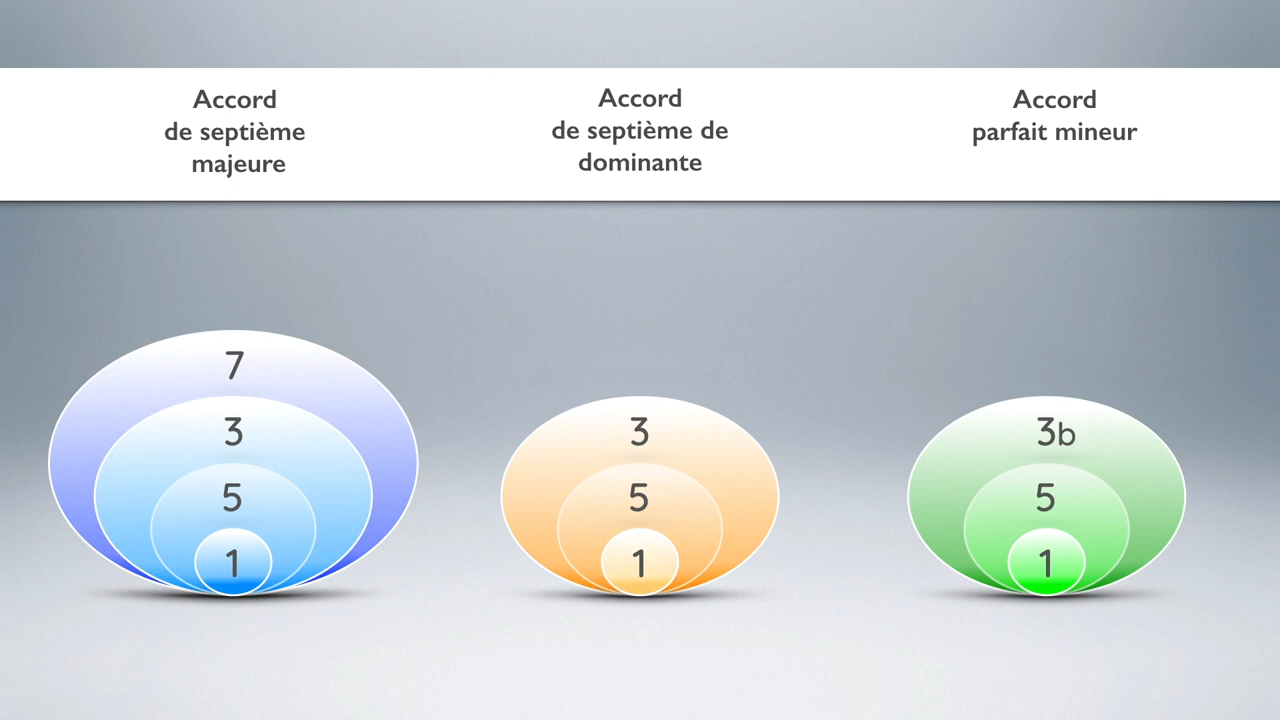 Accord
de septième
majeure
Accord
de septième de
dominante
Accord
parfait mineur
7
3
5
1
3
5
1
3b
5
1